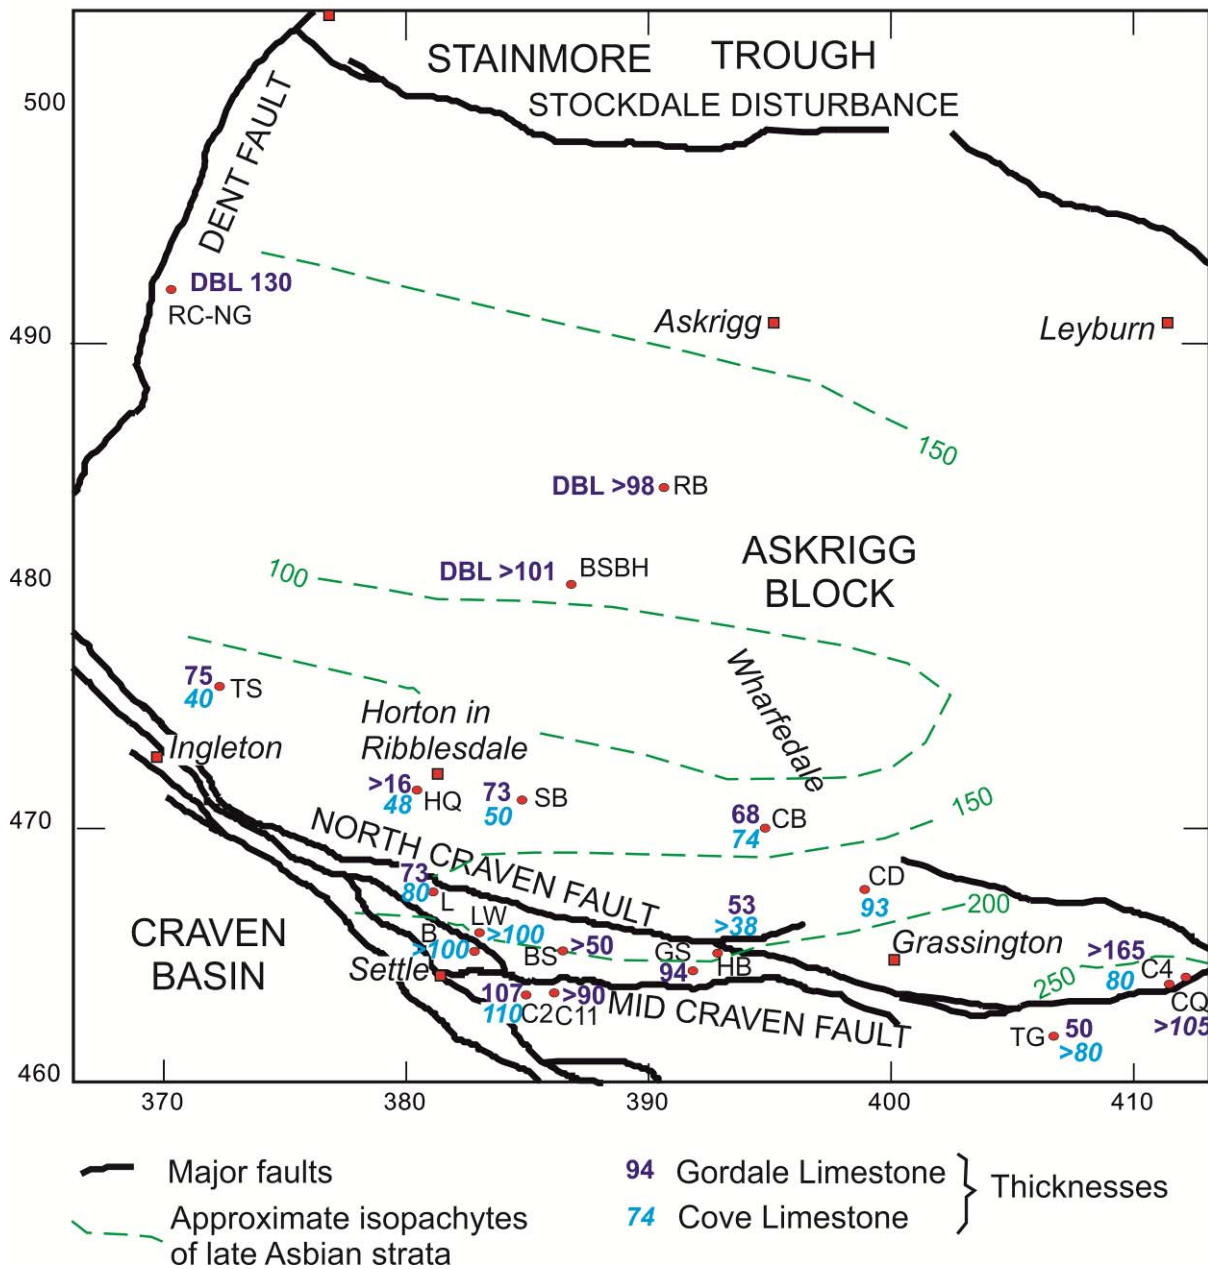 STAINMORE TROUGH
STOCKDALE DISTURBANCE
500
DENT FAULT
DBL 130
RC-NG
490
Askrigg
Leyburn
150
DBL >98 RB
ASKRIGG
BLOCK
480
100
DBL >101 BSBH
75
40
TS
Wharfedale
Horton in
Ribblesdale
Ingleton
>16
48
HQ
73
50
SB
68
74
CB
150
470
NORTH CRAVEN FAULT
73
80
L
CD
93
200
CRAVEN
BASIN
LW
>100
B
>100
53
>38
Settle
BS
>50
GS
94
HB
Grassington
>165
80
C4
250
CQ
>105
107
110
C2
>90
C11
MID CRAVEN FAULT
TG
50
>80
460
370
380
390
400
410
Major faults
Approximate isopachytes
of late Asbian strata
94 Gordale Limestone
74 Cove Limestone
Thicknesses